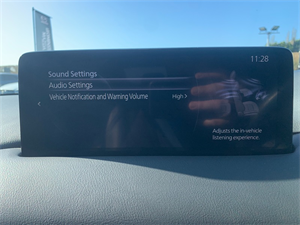 11:28
Sound Settings
Audio Settings
Vehicle Notification and Warning Volume High
Adjusts the in-vehicle
listening experience.